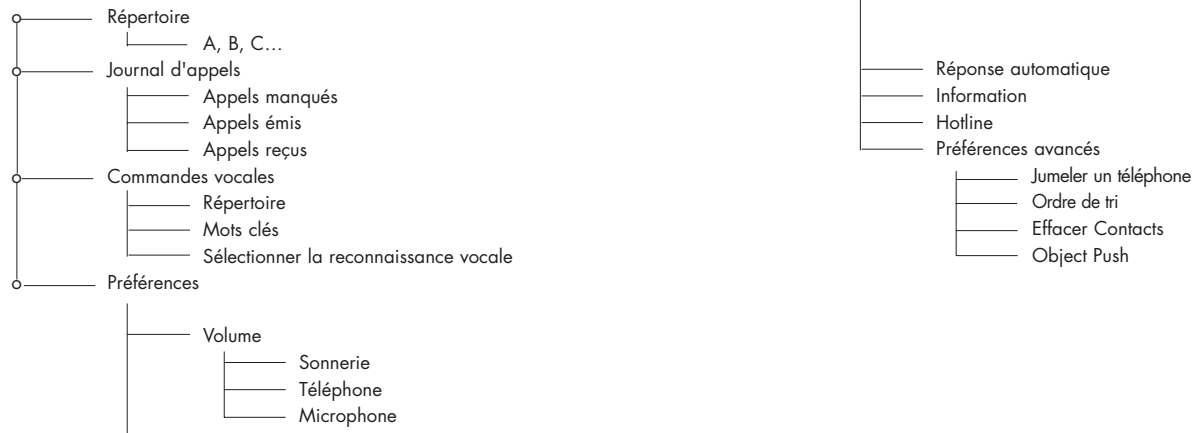 Répertoire
A, B, C...
Journal d'appels
Appels manqués
Appels émis
Appels reçus
Commandes vocales
Répertoire
Mots clés
Sélectionner la reconnaissance vocale
Préférences
Volume
Sonnerie
Téléphone
Microphone
Réponse automatique
Information
Hotline
Préférences avancés
Jumeler un téléphone
Ordre de tri
Effacer Contacts
Object Push